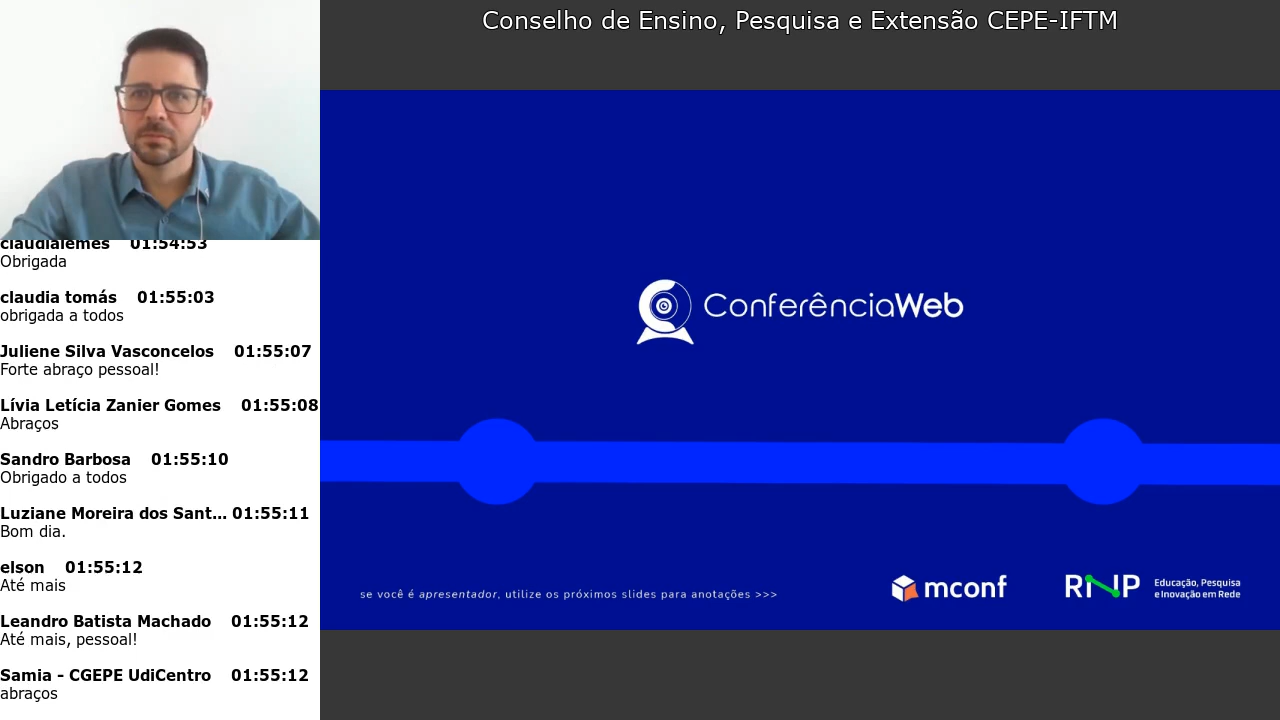 Conselho de Ensino, Pesquisa e Extensão CEPE-IFTM
claudialemes 01:54:53
Obrigada
claudia tomás 01:55:03
obrigada a todos
Juliene Silva Vasconcelos 01:55:07
Forte abraço pessoal!
Lívia Letícia Zanier Gomes 01:55:08
Abraços
Sandro Barbosa 01:55:10
Obrigado a todos
Luziane Moreira dos Sant... 01:55:11
Bom dia.
elson 01:55:12
Até mais
Leandro Batista Machado 01:55:12
Até mais, pessoal!
Samia - CGEPE UdiCentro 01:55:12
abraços
ConferênciaWeb
se você é apresentador, utilize os próximos slides para anotações >>>
mconf
RNP
Educação, Pesquisa
e Inovação em Rede